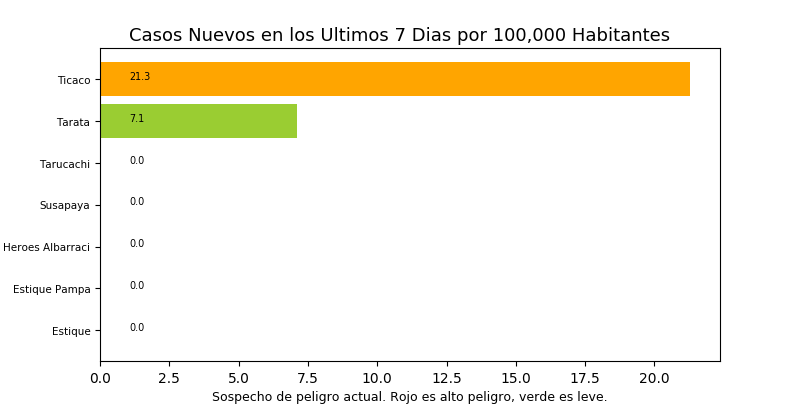 Casos Nuevos en los Ultimos 7 Dias por 100,000 Habitantes
Ticaco 21.3
Tarata 7.1
Tarucachi 0.0
Susapaya 0.0
Heroes Albarraci 0.0
Estique Pampa 0.0
Estique 0.0
0.0 2.5 5.0 7.5 10.0 12.5 15.0 17.5 20.0
Sospecho de peligro actual. Rojo es alto peligro, verde es leve.